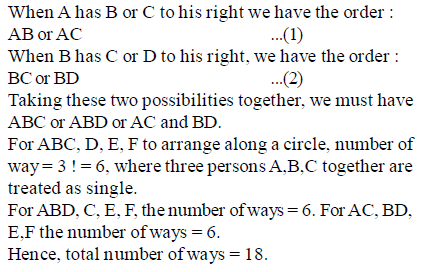 When A has B or C to his right we have the order :
AB or AC ...(1)
When B has C or D to his right, we have the order :
BC or BD ...(2)
Taking these two possibilities together, we must have
ABC or ABD or AC and BD.
For ABC, D, E, F to arrange along a circle, number of
way = 3 ! = 6, where three persons A,B,C together are
treated as single.
For ABD, C, E, F, the number of ways = 6. For AC, BD,
E,F the number of ways = 6.
Hence, total number of ways = 18.